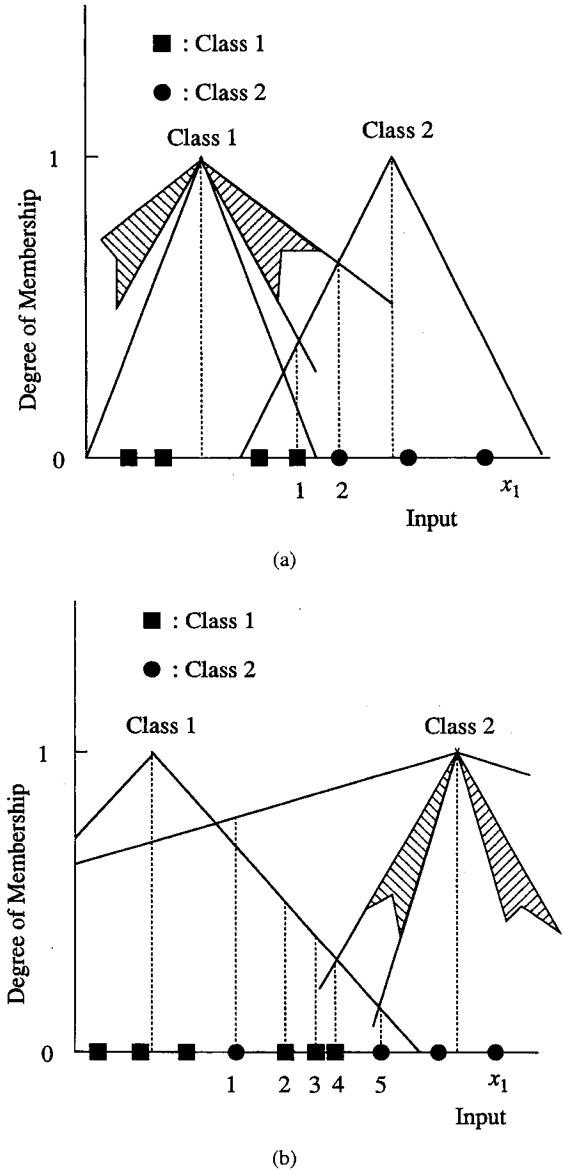 ■ : Class 1
● : Class 2
Class 1
Class 2
1
Degree of Membership
0
1 2
x₁
Input
(a)
■ : Class 1
● : Class 2
Class 1
Class 2
1
Degree of Membership
0
1 2 3 4 5
x₁
Input
(b)